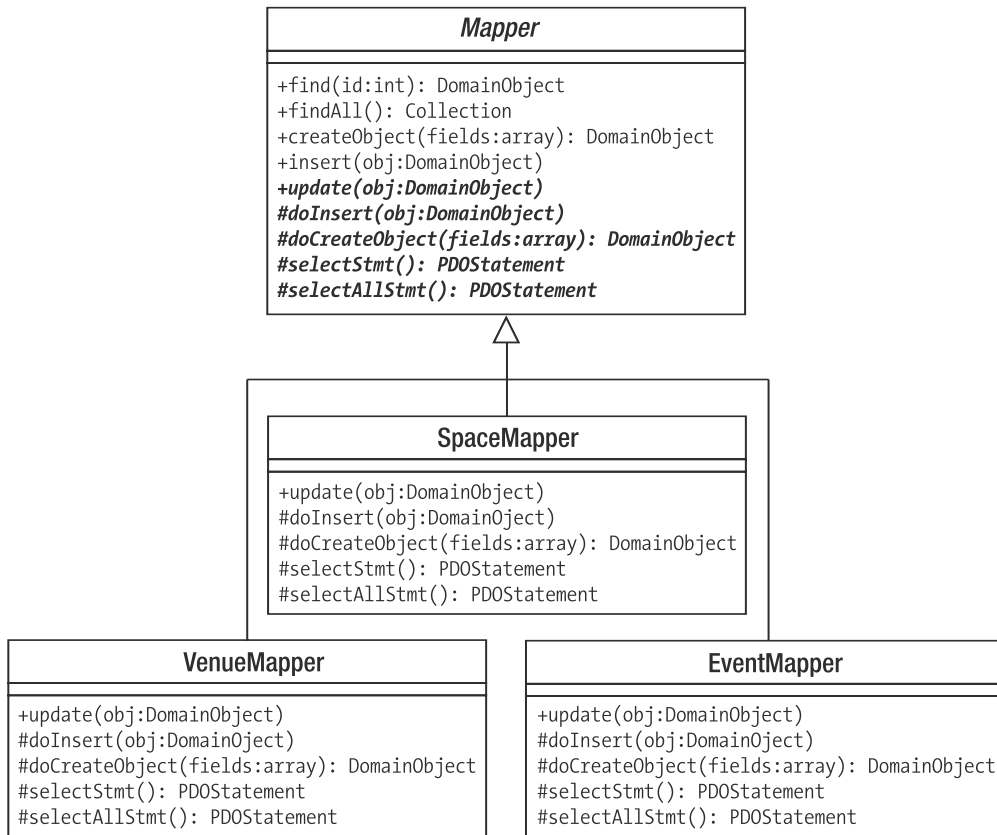 Mapper
+find(id:int): DomainObject
+findAll(): Collection
+createObject(fields:array): DomainObject
+insert(obj:DomainObject)
+update(obj:DomainObject)
#doInsert(obj:DomainObject)
#doCreateObject(fields:array): DomainObject
#selectStmt(): PDOStatement
#selectAllStmt(): PDOStatement
SpaceMapper
+update(obj:DomainObject)
#doInsert(obj:DomainOject)
#doCreateObject(fields:array): DomainObject
#selectStmt(): PDOStatement
#selectAllStmt(): PDOStatement
VenueMapper
+update(obj:DomainObject)
#doInsert(obj:DomainOject)
#doCreateObject(fields:array): DomainObject
#selectStmt(): PDOStatement
#selectAllStmt(): PDOStatement
EventMapper
+update(obj:DomainObject)
#doInsert(obj:DomainOject)
#doCreateObject(fields:array): DomainObject
#selectStmt(): PDOStatement
#selectAllStmt(): PDOStatement